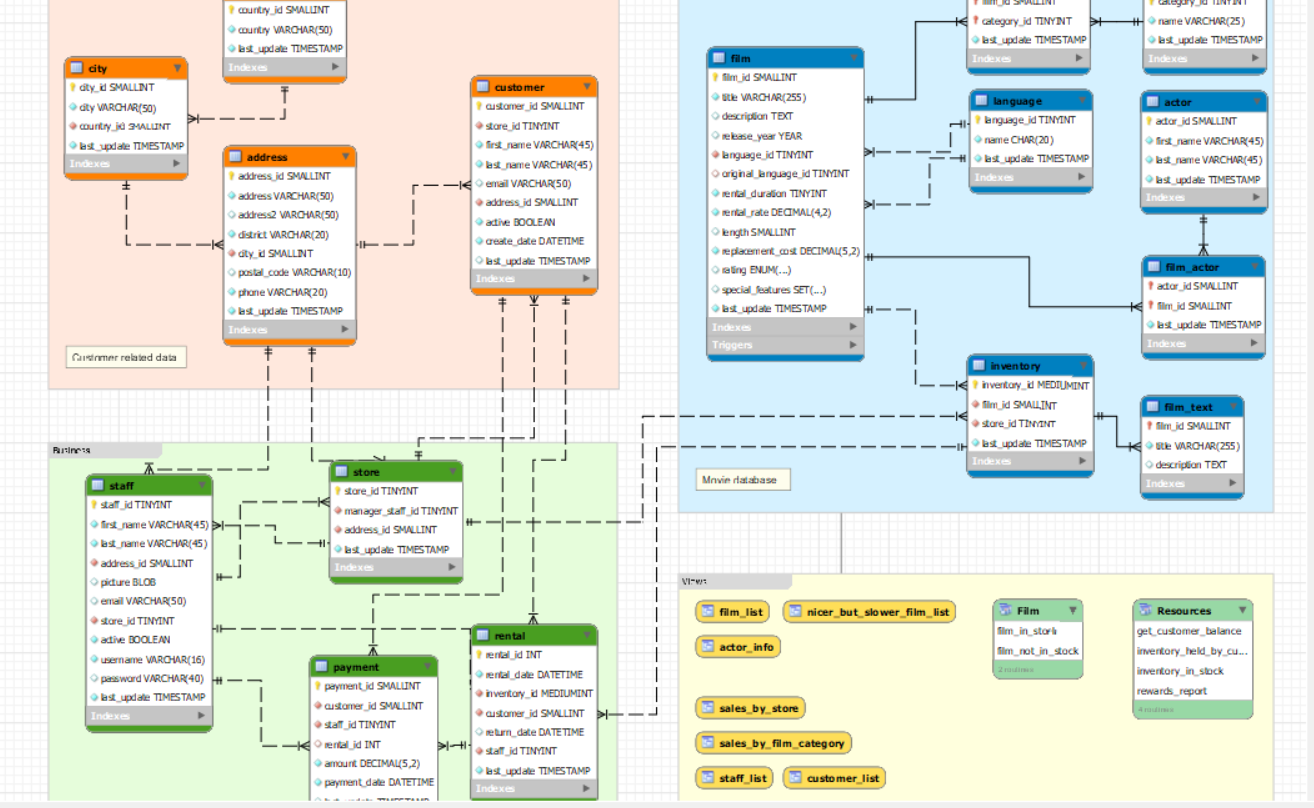 country_id SMALLINT
country VARCHAR(50)
last_update TIMESTAMP
Indexes
city
city_id SMALLINT
city VARCHAR(50)
country_id SMALLINT
last_update TIMESTAMP
Indexes
address
address_id SMALLINT
address VARCHAR(50)
address2 VARCHAR(50)
district VARCHAR(20)
city_id SMALLINT
postal_code VARCHAR(10)
phone VARCHAR(20)
last_update TIMESTAMP
Indexes
customer
customer_id SMALLINT
store_id TINYINT
first_name VARCHAR(45)
last_name VARCHAR(45)
email VARCHAR(50)
address_id SMALLINT
active BOOLEAN
create_date DATETIME
last_update TIMESTAMP
Indexes
Customer related data
film
film_id SMALLINT
title VARCHAR(255)
description TEXT
release_year YEAR
language_id TINYINT
original_language_id TINYINT
rental_duration TINYINT
rental_rate DECIMAL(4,2)
length SMALLINT
replacement_cost DECIMAL(5,2)
rating ENUM(...)
special_features SET(...)
last_update TIMESTAMP
Indexes
Triggers
film_id SMALLINT
category_id TINYINT
last_update TIMESTAMP
Indexes
category_id TINYINT
name VARCHAR(25)
last_update TIMESTAMP
Indexes
language
language_id TINYINT
name CHAR(20)
last_update TIMESTAMP
Indexes
actor
actor_id SMALLINT
first_name VARCHAR(45)
last_name VARCHAR(45)
last_update TIMESTAMP
Indexes
film_actor
actor_id SMALLINT
film_id SMALLINT
last_update TIMESTAMP
Indexes
inventory
inventory_id MEDIUMINT
film_id SMALLINT
store_id TINYINT
last_update TIMESTAMP
Indexes
film_text
film_id SMALLINT
title VARCHAR(255)
description TEXT
Indexes
Movie database
Business
staff
staff_id TINYINT
first_name VARCHAR(45)
last_name VARCHAR(45)
address_id SMALLINT
picture BLOB
email VARCHAR(50)
store_id TINYINT
active BOOLEAN
username VARCHAR(16)
password VARCHAR(40)
last_update TIMESTAMP
Indexes
store
store_id TINYINT
manager_staff_id TINYINT
address_id SMALLINT
last_update TIMESTAMP
Indexes
payment
payment_id SMALLINT
customer_id SMALLINT
staff_id TINYINT
rental_id INT
amount DECIMAL(5,2)
payment_date DATETIME
last_update TIMESTAMP
rental
rental_id INT
rental_date DATETIME
inventory_id MEDIUMINT
customer_id SMALLINT
return_date DATETIME
staff_id TINYINT
last_update TIMESTAMP
Indexes
Views
film_list
nicer_but_slower_film_list
actor_info
sales_by_store
sales_by_film_category
staff_list
customer_list
Film
film_in_stock
film_not_in_stock
2 routines
Resources
get_customer_balance
inventory_held_by_cu...
inventory_in_stock
rewards_report
4 routines